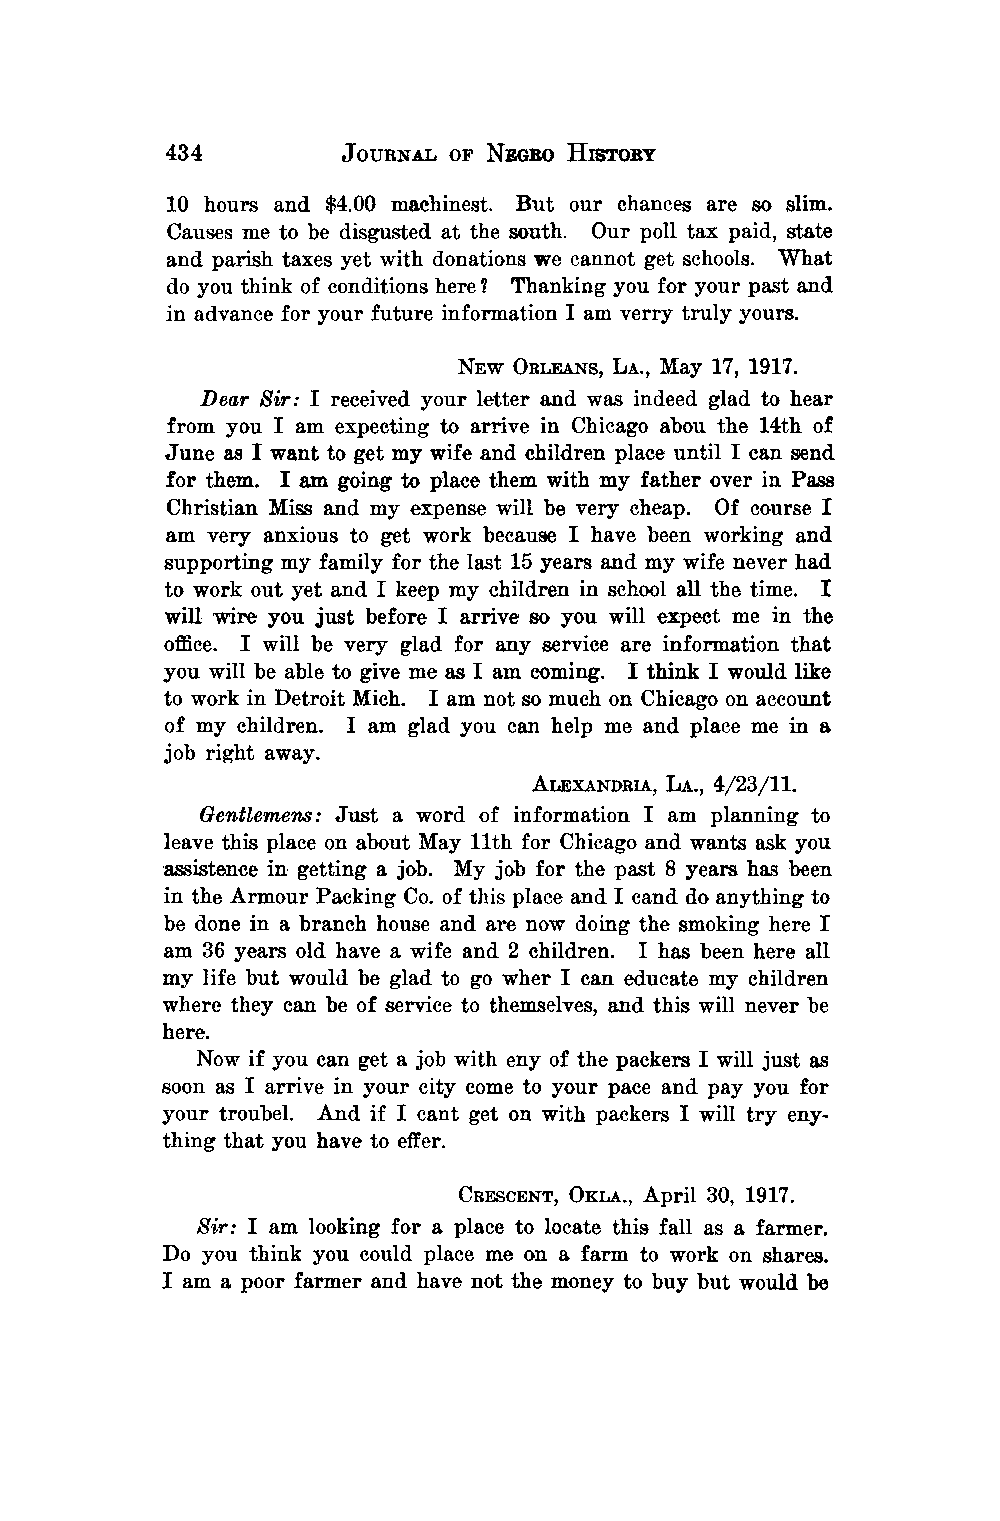 434 JOURNAL OF NEGRO HISTORY
10 hours and $4.00 machinest. But our chances are so slim.
Causes me to be disgusted at the south. Our poll tax paid, state
and parish taxes yet with donations we cannot get schools. What
do you think of conditions here? Thanking you for your past and
in advance for your future information I am verry truly yours.
NEW ORLEANS, LA., May 17, 1917.
Dear Sir: I received your letter and was indeed glad to hear
from you I am expecting to arrive in Chicago abou the 14th of
June as I want to get my wife and children place until I can send
for them. I am going to place them with my father over in Pass
Christian Miss and my expense will be very cheap. Of course I
am very anxious to get work because I have been working and
supporting my family for the last 15 years and my wife never had
to work out yet and I keep my children in school all the time. I
will wire you just before I arrive so you will expect me in the
office. I will be very glad for any service are information that
you will be able to give me as I am coming. I think I would like
to work in Detroit Mich. I am not so much on Chicago on account
of my children. I am glad you can help me and place me in a
job right away.
ALEXANDRIA, LA., 4/23/11.
Gentlemens: Just a word of information I am planning to
leave this place on about May 11th for Chicago and wants ask you
assistence in getting a job. My job for the past 8 years has been
in the Armour Packing Co. of this place and I cand do anything to
be done in a branch house and are now doing the smoking here I
am 36 years old have a wife and 2 children. I has been here all
my life but would be glad to go wher I can educate my children
where they can be of service to themselves, and this will never be
here.
Now if you can get a job with eny of the packers I will just as
soon as I arrive in your city come to your pace and pay you for
your troubel. And if I cant get on with packers I will try eny-
thing that you have to effer.
CRESCENT, OKLA., April 30, 1917.
Sir: I am looking for a place to locate this fall as a farmer.
Do you think you could place me on a farm to work on shares.
I am a poor farmer and have not the money to buy but would be